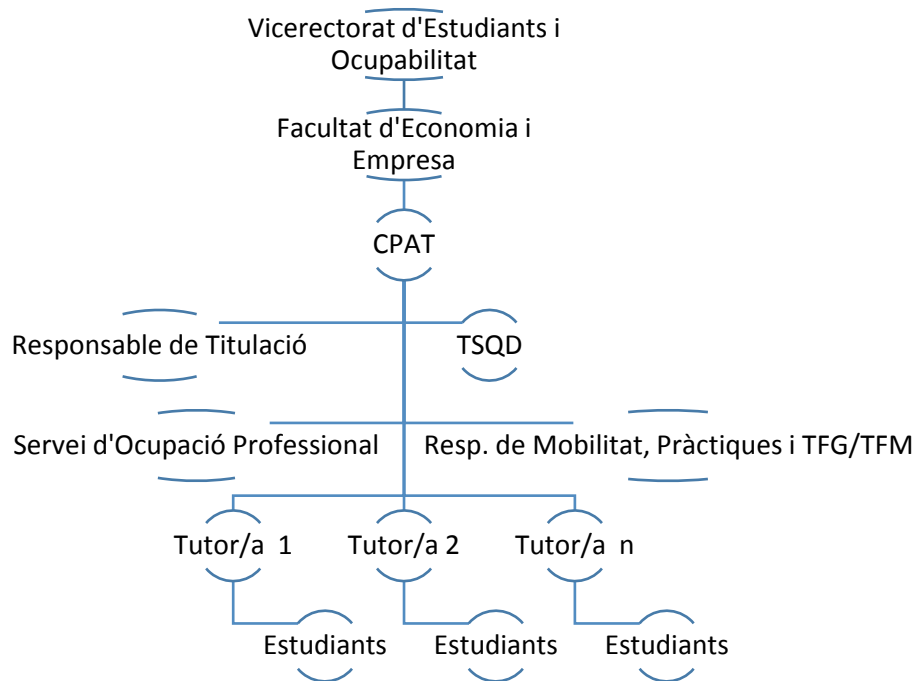 Vicerectorat d'Estudiants i
Ocupabilitat
Facultat d'Economia i
Empresa
CPAT
Responsable de Titulació
TSQD
Servei d'Ocupació Professional
Resp. de Mobilitat, Pràctiques i TFG/TFM
Tutor/a 1
Tutor/a 2
Tutor/a n
Estudiants
Estudiants
Estudiants